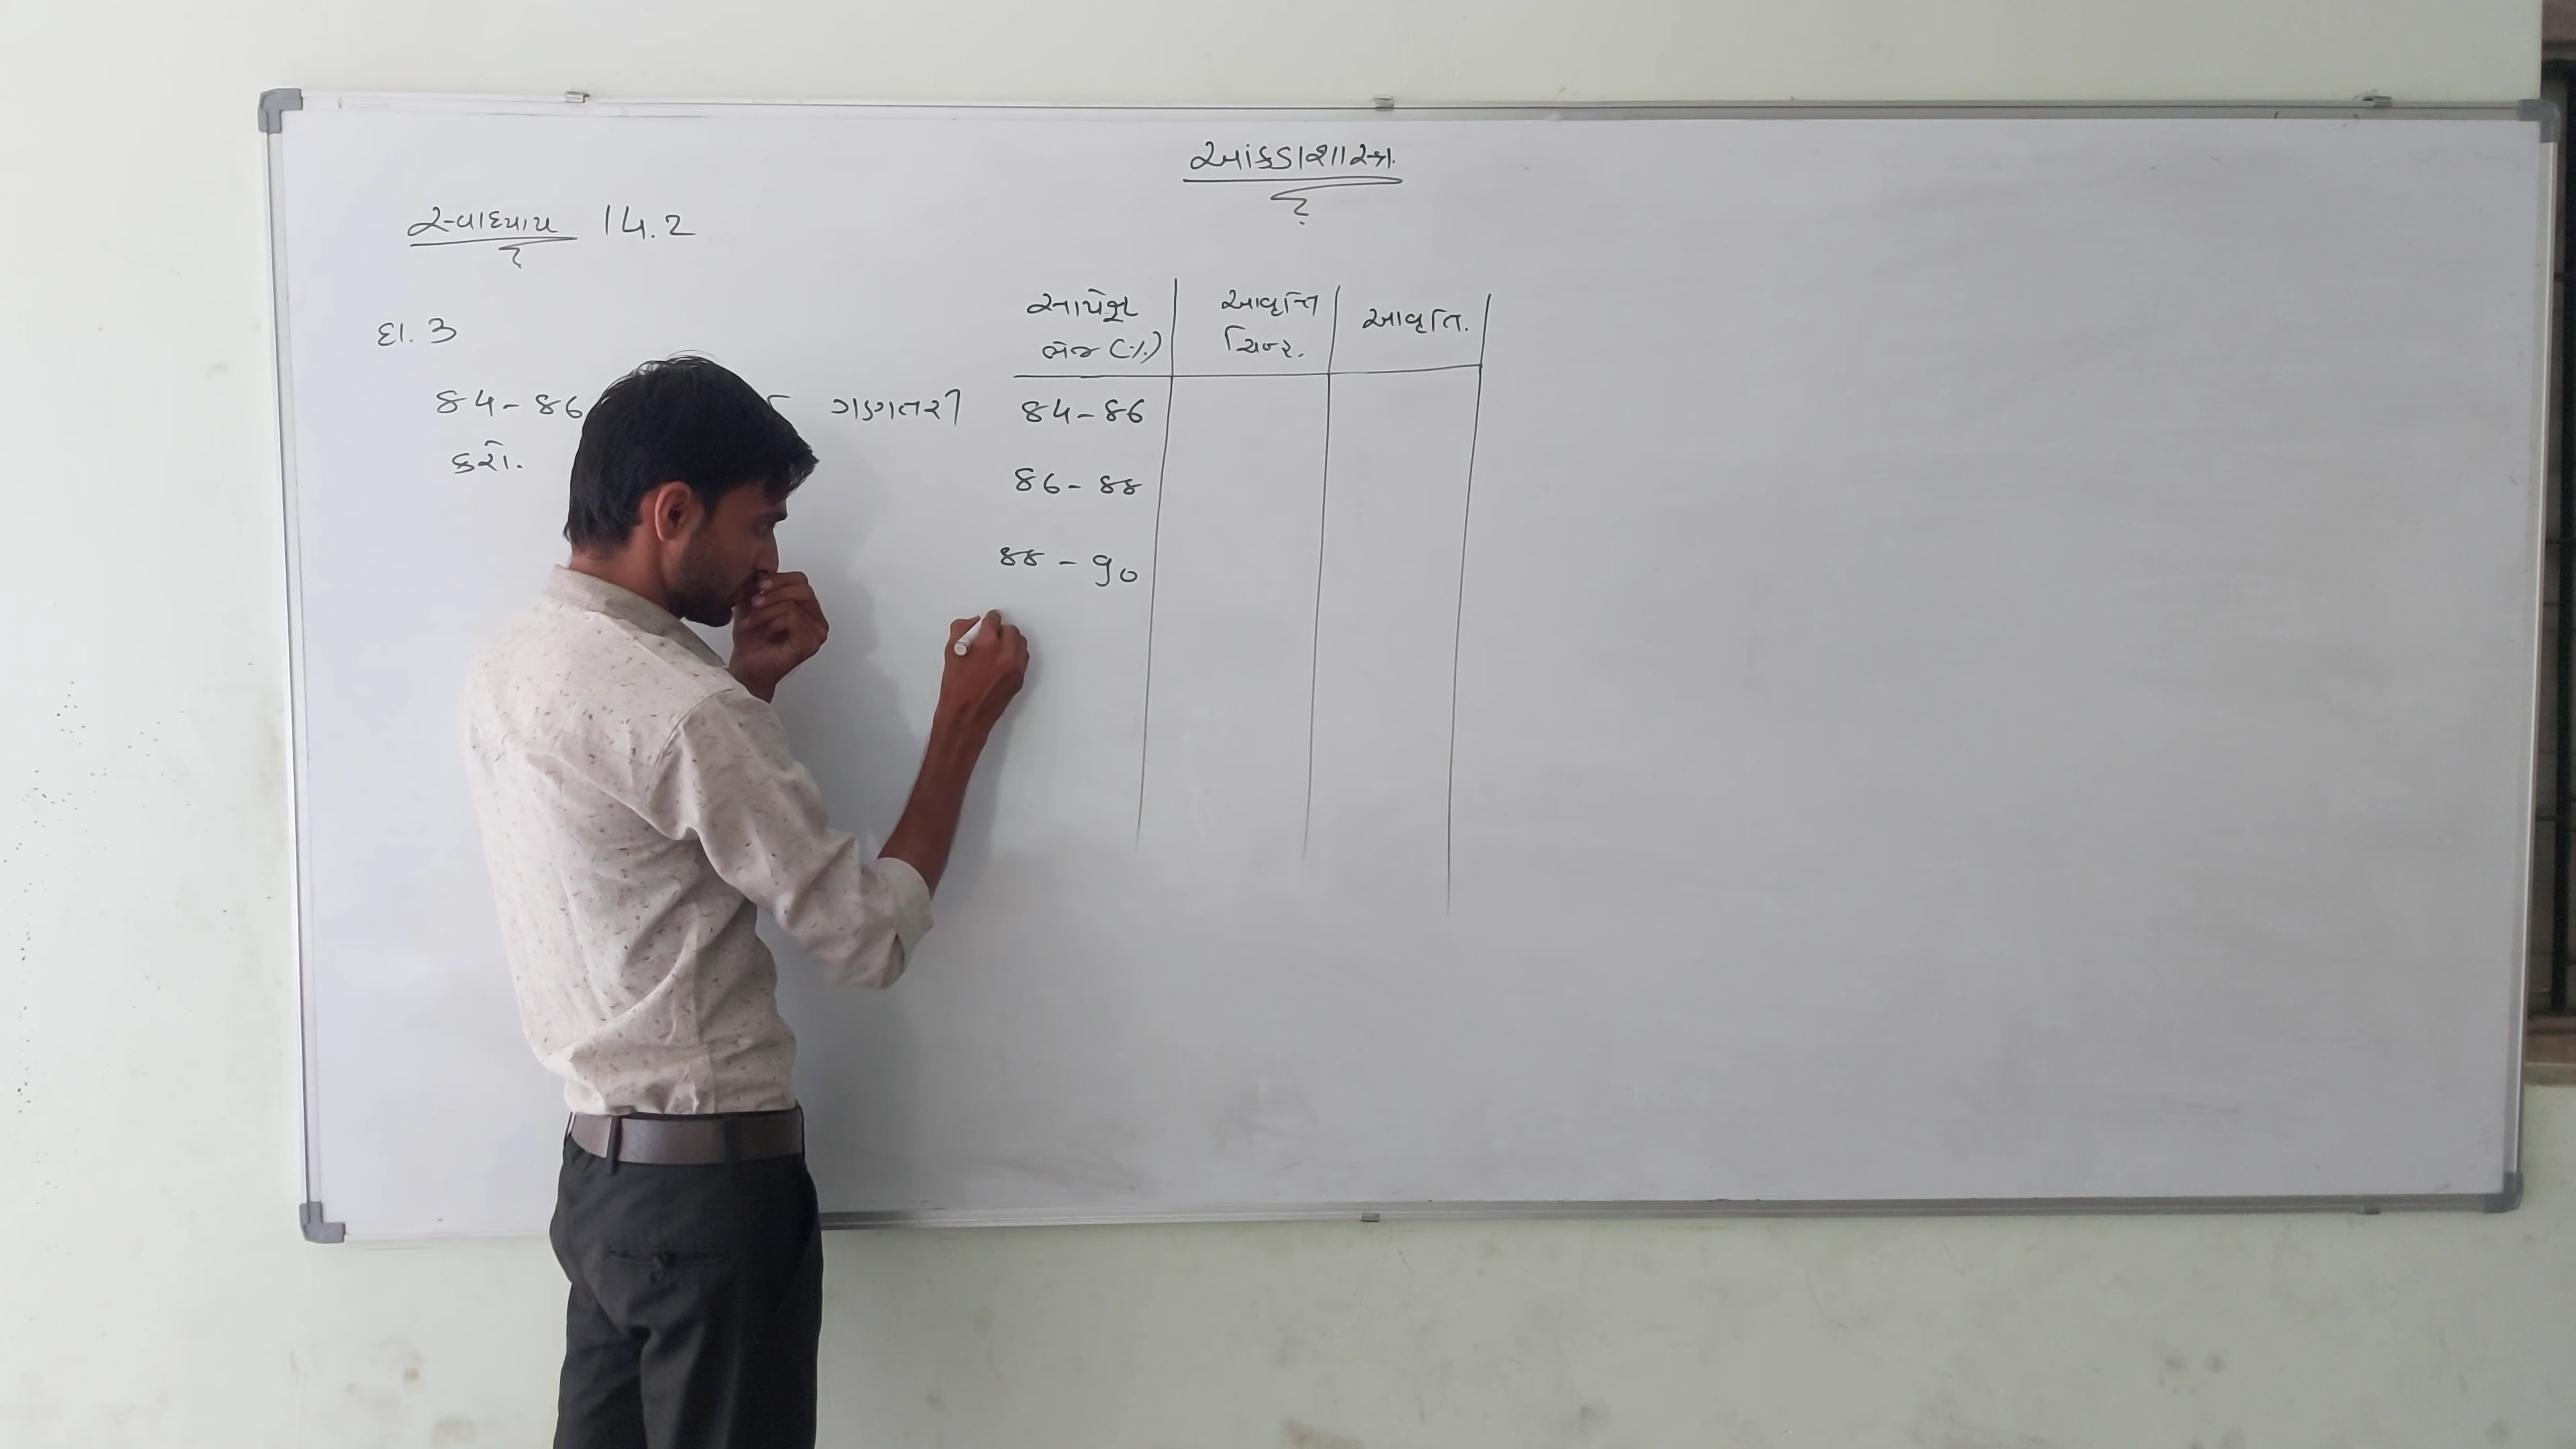 આંકડાશાસ્ત્ર
સ્વાધ્યાય 14.2
દા. 3
84-86 ગણતરી
કરો.
સાપેક્ષ આવૃત્તિ આવૃત્તિ.
ભેજ (%) ચિન્હ.
84-86
86-88
88-90